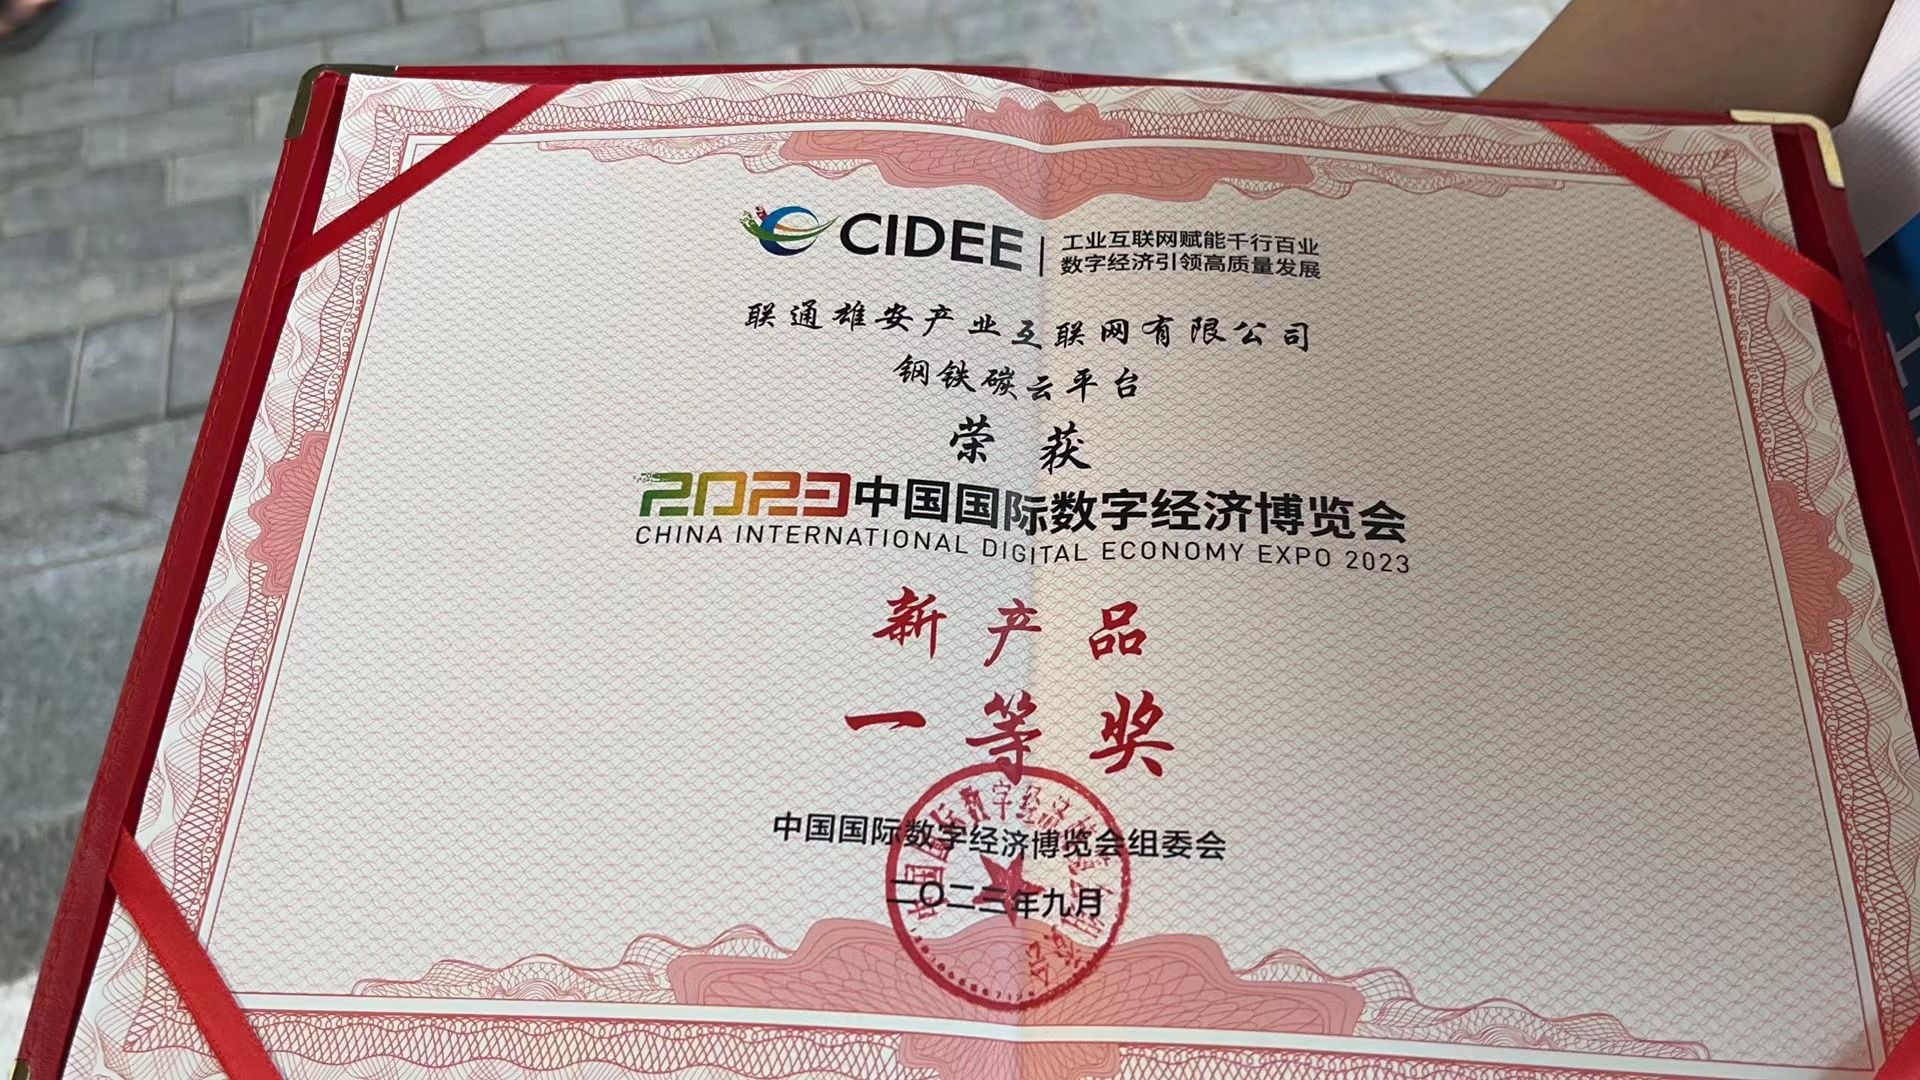 CIDEE
工业互联网赋能千行百业
数字经济引领高质量发展
联通雄安产业互联网有限公司
钢铁碳云平台
荣获
2023中国国际数字经济博览会
CHINA INTERNATIONAL DIGITAL ECONOMY EXPO 2023
新产品
一等奖
中国国际数字经济博览会组委会
二〇二三年九月